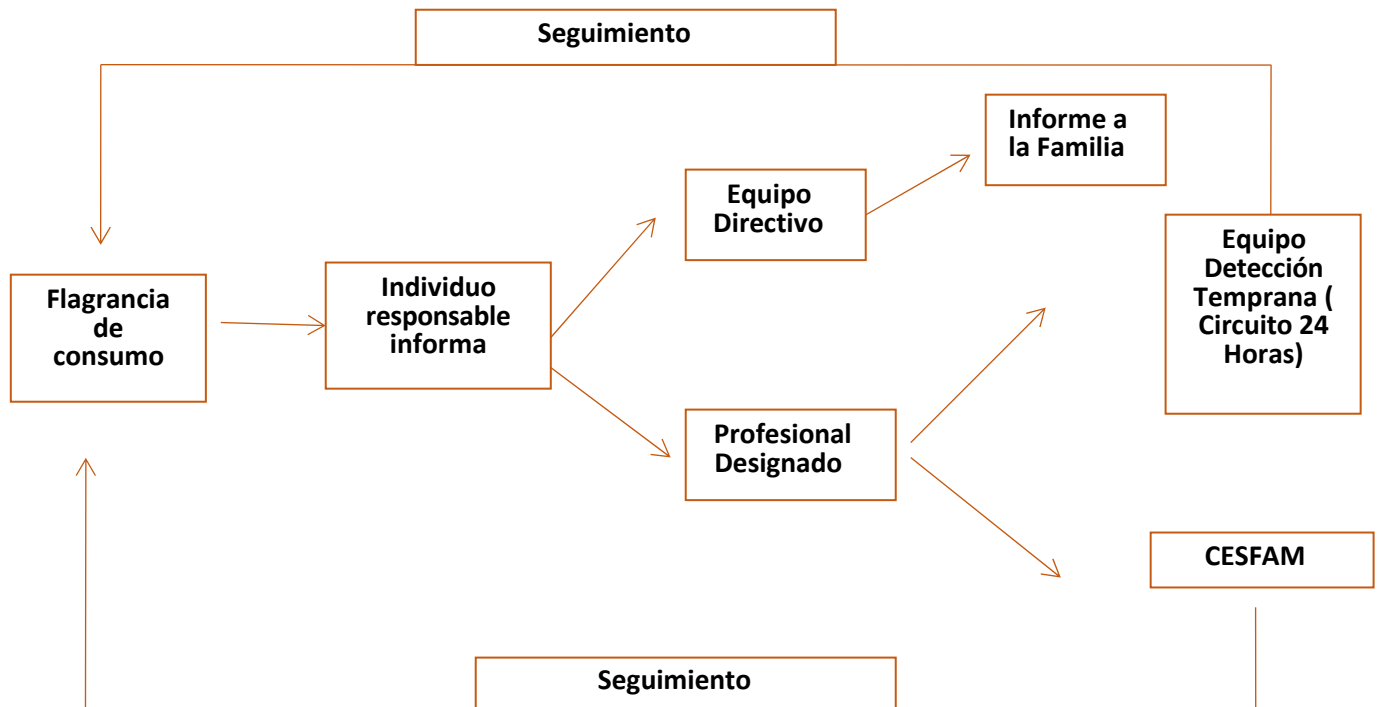 Seguimiento
Informe a
la Familia
Equipo
Directivo
Equipo
Detección
Temprana (
Circuito 24
Horas)
Flagrancia
de
consumo
Individuo
responsable
informa
Profesional
Designado
CESFAM
Seguimiento